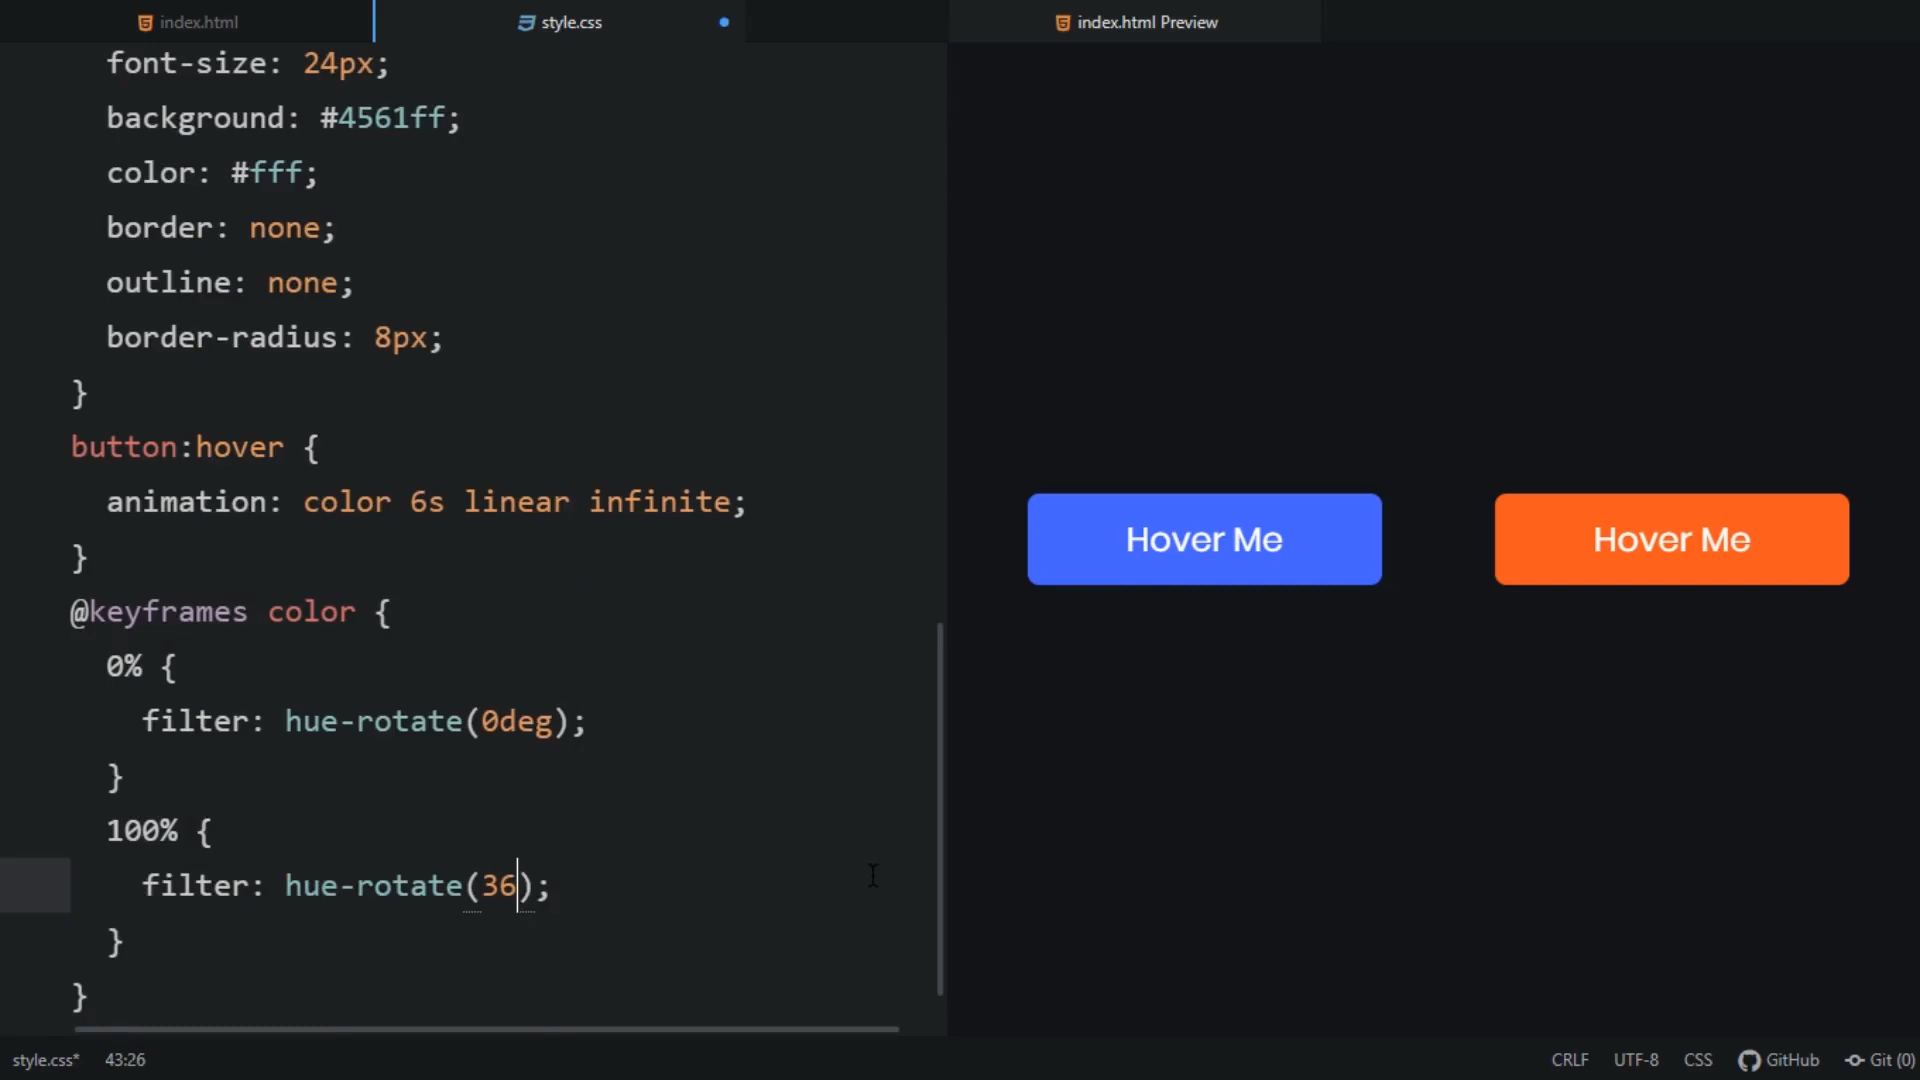 index.html
style.css
index.html Preview
font-size: 24px;
background: #4561ff;
color: #fff;
border: none;
outline: none;
border-radius: 8px;
}
button:hover {
animation: color 6s linear infinite;
}
@keyframes color {
0% {
filter: hue-rotate(0deg);
}
100% {
filter: hue-rotate(36);
}
}
Hover Me
Hover Me
style.css* 43:26 CRLF UTF-8 CSS GitHub Git (0)